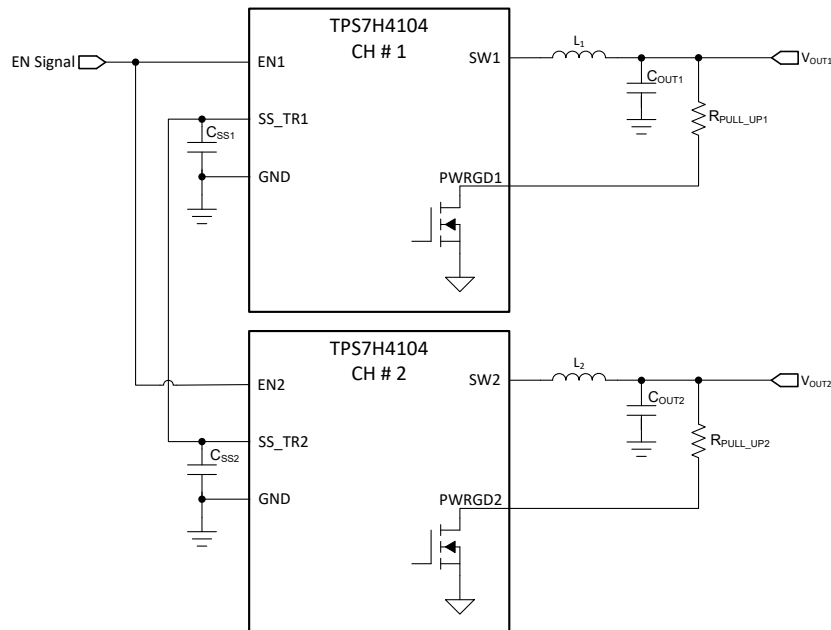 TPS7H4104
CH # 1
EN Signal
EN1
SW1
L1
VOUT1
COUT1
RPULL_UP1
SS_TR1
CSS1
GND
PWRGD1
TPS7H4104
CH # 2
EN2
SW2
L2
VOUT2
COUT2
RPULL_UP2
SS_TR2
CSS2
GND
PWRGD2